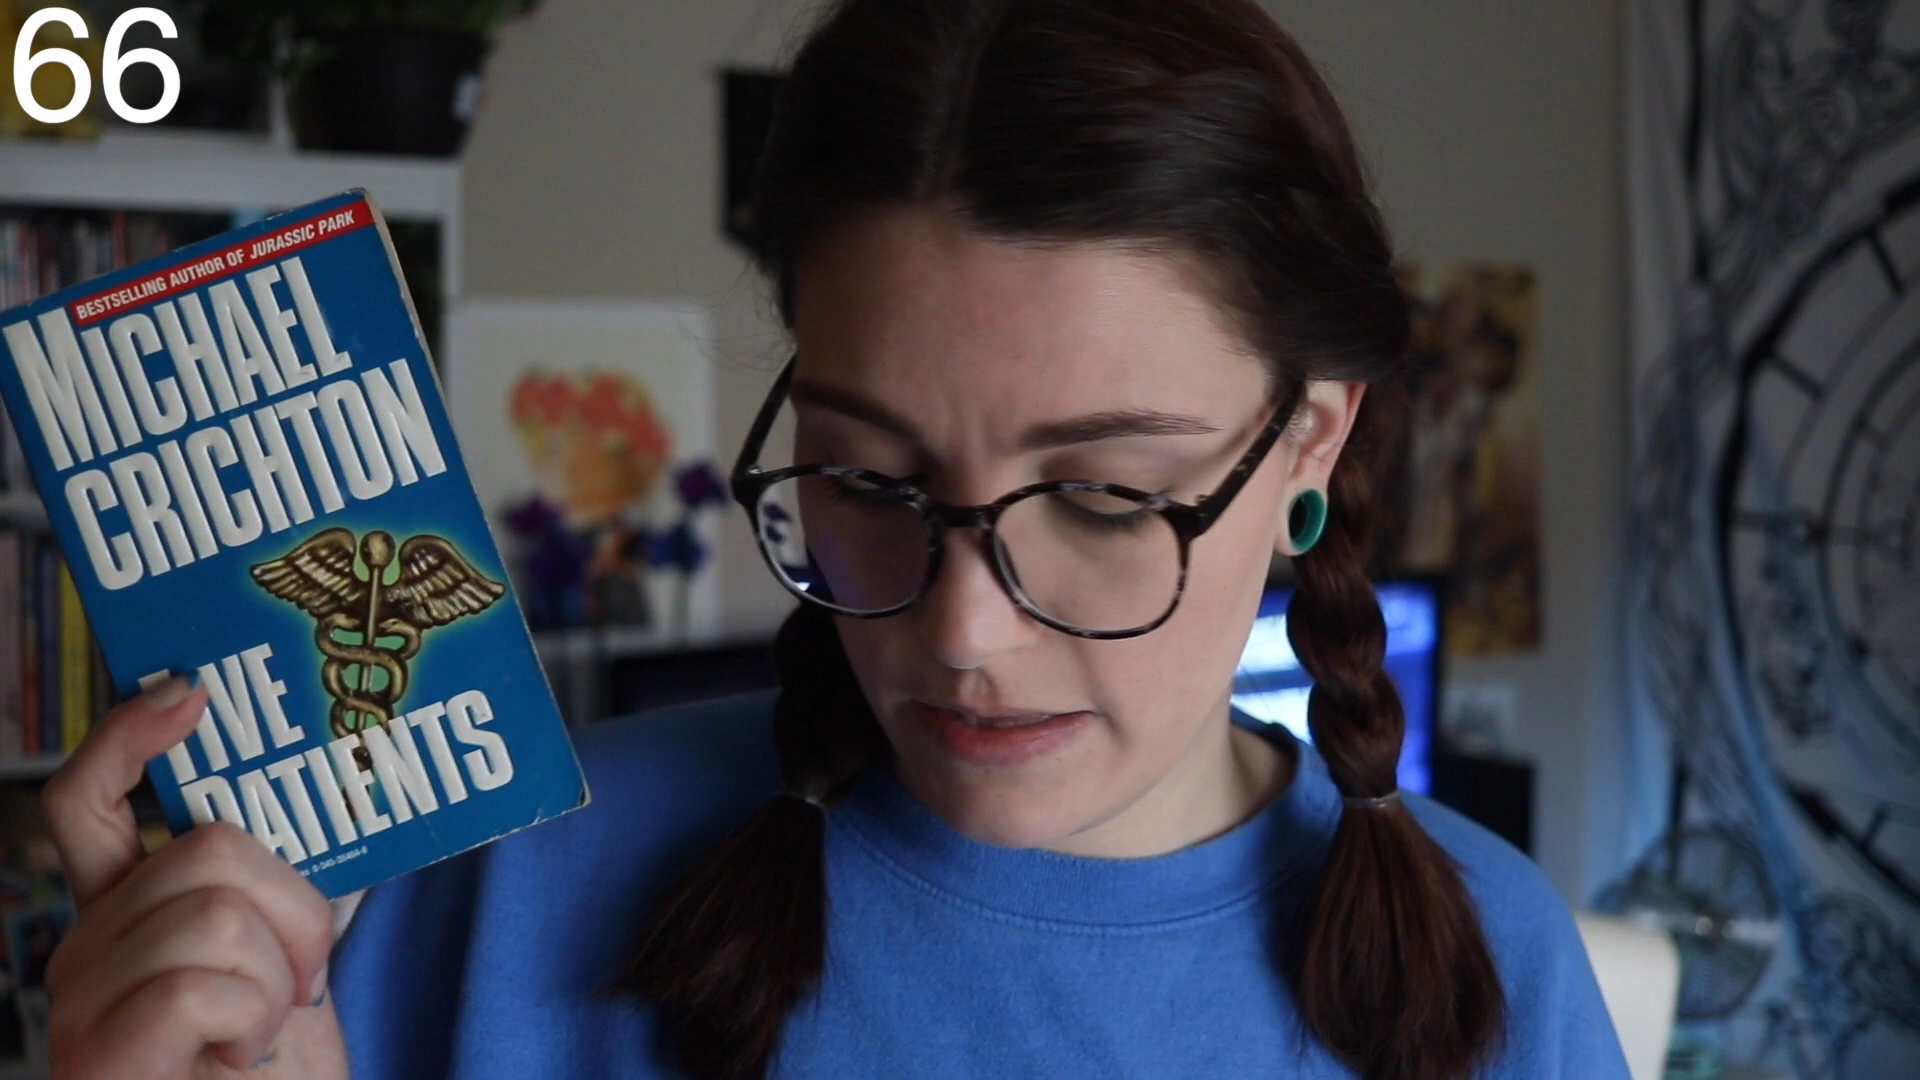 66
BESTSELLING AUTHOR OF JURASSIC PARK
MICHAEL
CRICHTON
FIVE
PATIENTS